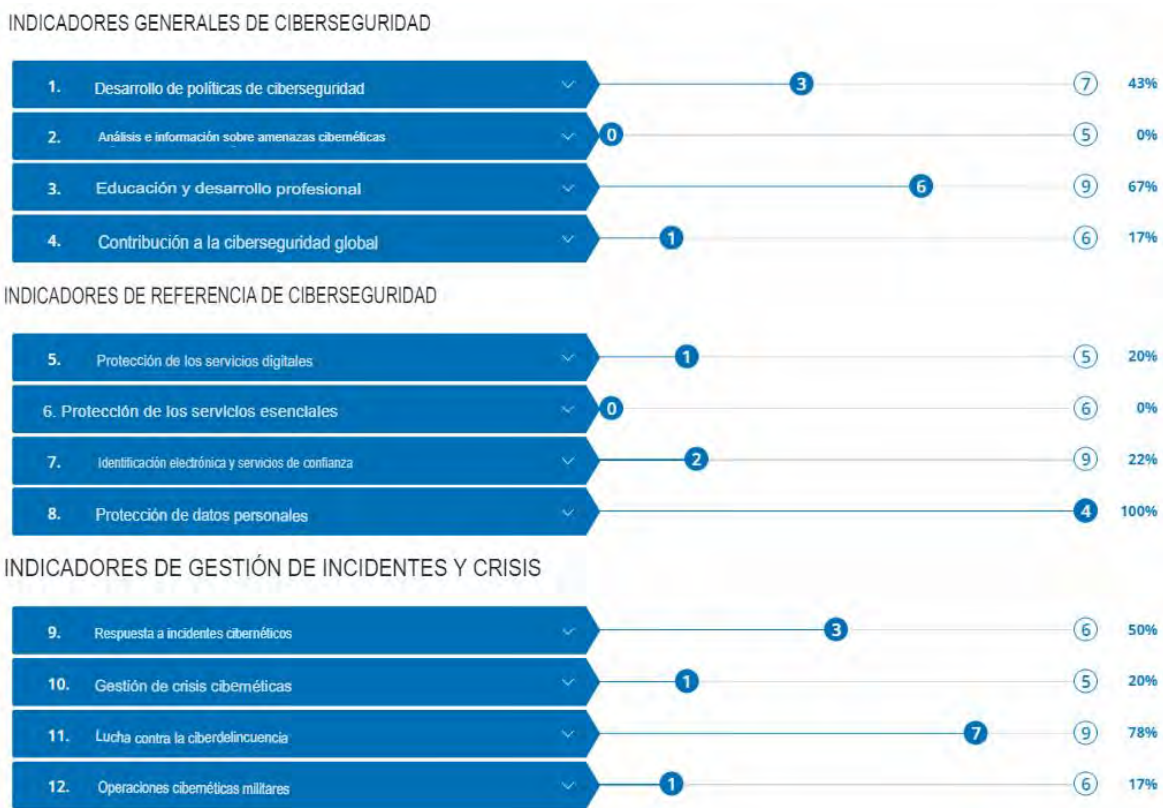 INDICADORES GENERALES DE CIBERSEGURIDAD
1. Desarrollo de políticas de ciberseguridad 3 7 43%
2. Análisis e información sobre amenazas cibernéticas 0 5 0%
3. Educación y desarrollo profesional 6 9 67%
4. Contribución a la ciberseguridad global 1 6 17%
INDICADORES DE REFERENCIA DE CIBERSEGURIDAD
5. Protección de los servicios digitales 1 5 20%
6. Protección de los servicios esenciales 0 6 0%
7. Identificación electrónica y servicios de confianza 2 9 22%
8. Protección de datos personales 4 100%
INDICADORES DE GESTIÓN DE INCIDENTES Y CRISIS
9. Respuesta a incidentes cibernéticos 3 6 50%
10. Gestión de crisis cibernéticas 1 5 20%
11. Lucha contra la ciberdelincuencia 7 9 78%
12. Operaciones cibernéticas militares 1 6 17%